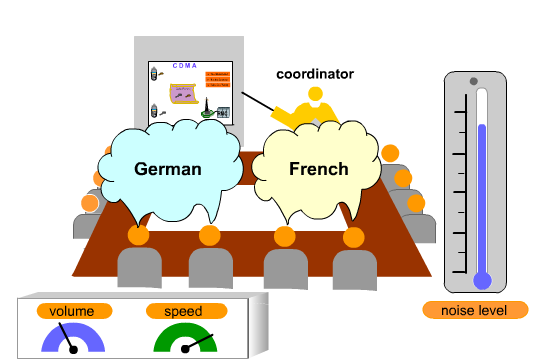 CDMA
coordinator
German
French
volume
speed
noise level